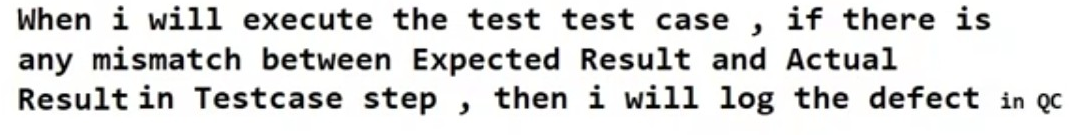 When i will execute the test test case , if there is
any mismatch between Expected Result and Actual
Result in Testcase step , then i will log the defect in QC